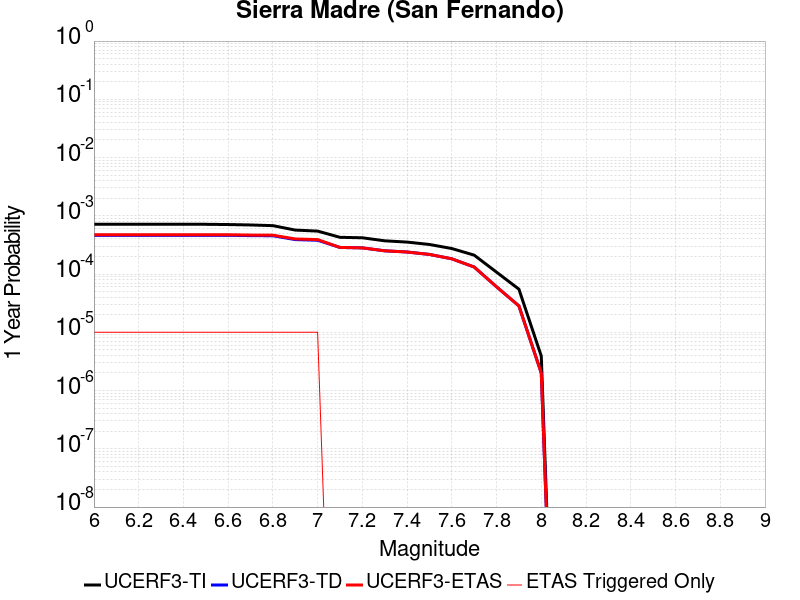 Sierra Madre (San Fernando)
10^0
10^-1
10^-2
10^-3
10^-4
10^-5
10^-6
10^-7
10^-8
1 Year Probability
6 6.2 6.4 6.6 6.8 7 7.2 7.4 7.6 7.8 8 8.2 8.4 8.6 8.8 9
Magnitude
UCERF3-TI UCERF3-TD UCERF3-ETAS ETAS Triggered Only